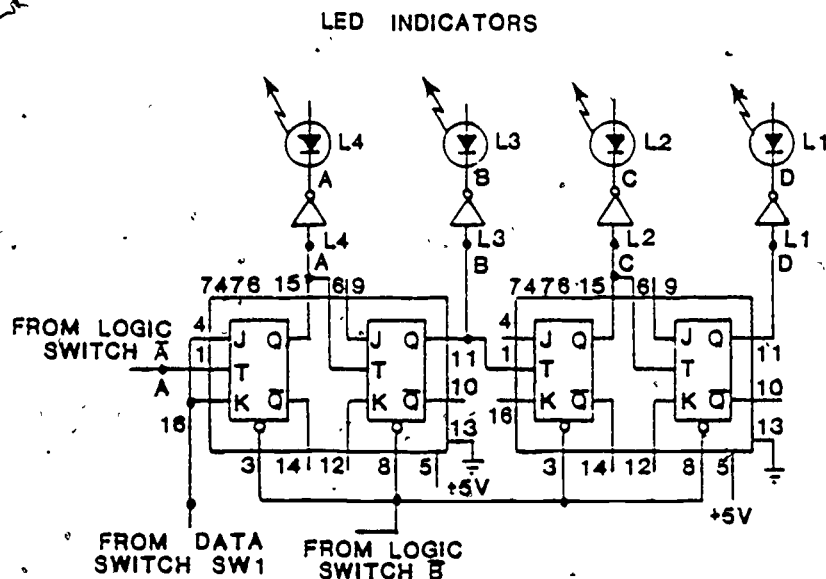 LED INDICATORS
L4 L3 L2 L1
A B C D
L4 L3 L2 L1
A B C D
7476 15 6 9 7476 15 6 9
FROM LOGIC
SWITCH A̅
A
4 J Q J Q 11 4 J Q J Q 11
1 T T 1 T T
16 K Q̅ K Q̅ 10 16 K Q̅ K Q̅ 10
13 13
3 14 12 8 5 3 14 12 8 5
+5V +5V
FROM DATA
SWITCH SW1
FROM LOGIC
SWITCH B̅